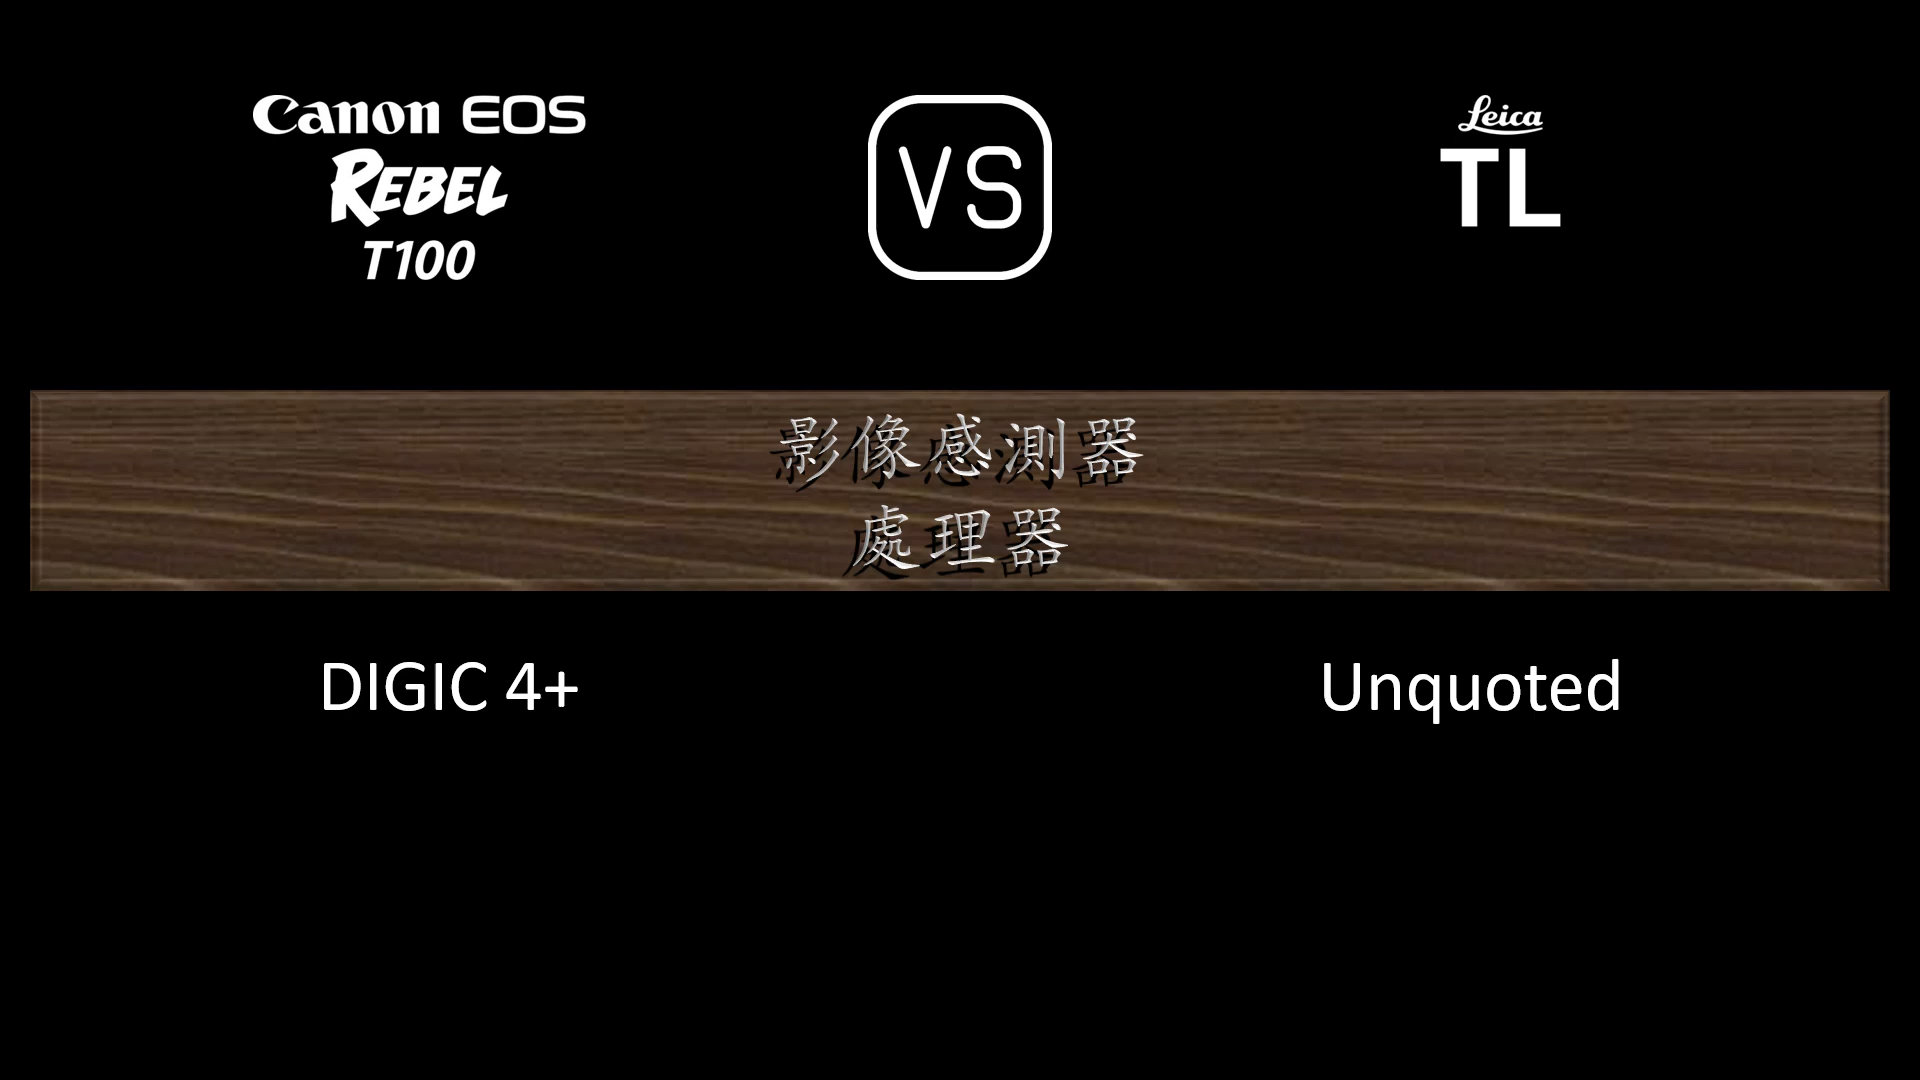 Canon EOS
REBEL
T100
VS
Leica
TL
影像感測器
處理器
DIGIC 4+
Unquoted